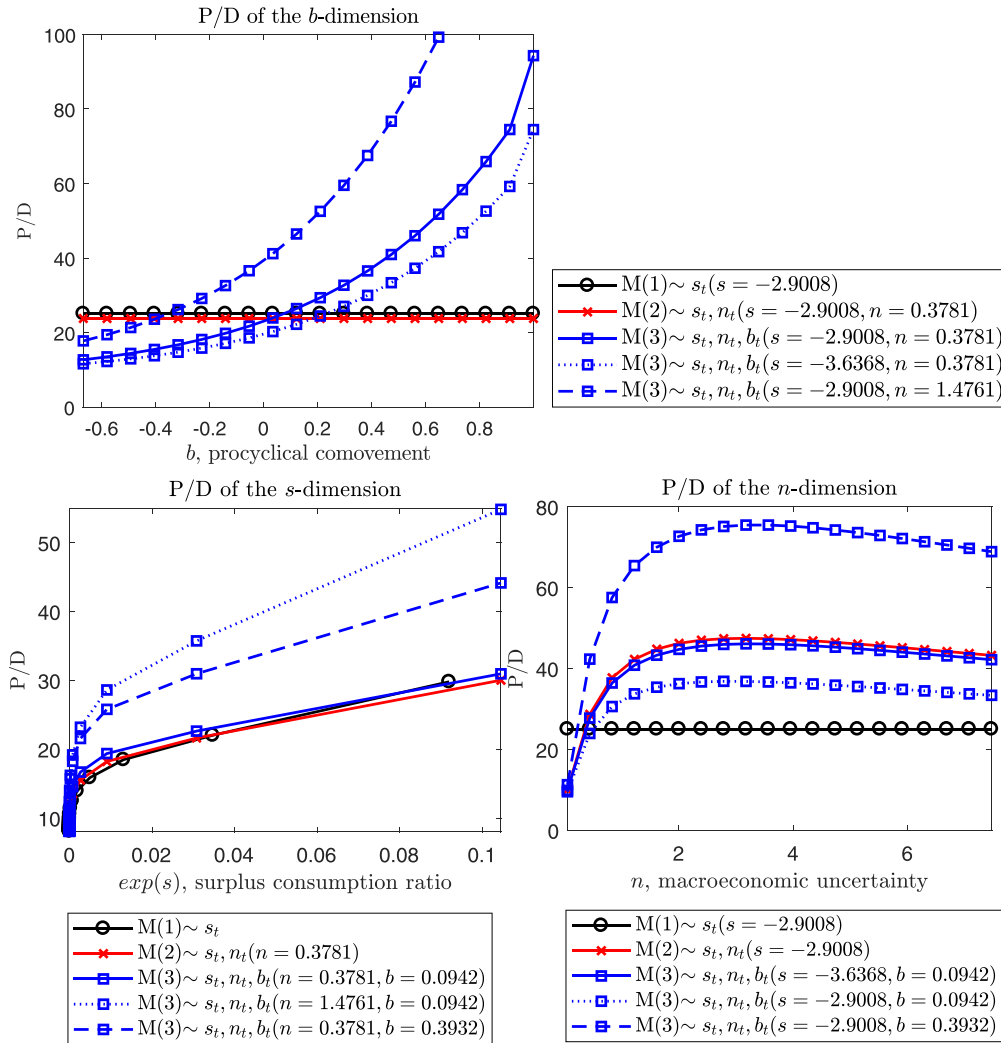 P/D of the b-dimension
100
80
60
40
20
0
P/D
-0.6 -0.4 -0.2 0 0.2 0.4 0.6 0.8
b, procyclical comovement
M(1)∼ s_t(s = −2.9008)
M(2)∼ s_t, n_t(s = −2.9008, n = 0.3781)
M(3)∼ s_t, n_t, b_t(s = −2.9008, n = 0.3781)
M(3)∼ s_t, n_t, b_t(s = −3.6368, n = 0.3781)
M(3)∼ s_t, n_t, b_t(s = −2.9008, n = 1.4761)
P/D of the s-dimension
50
40
30
20
10
P/D
0 0.02 0.04 0.06 0.08 0.1
exp(s), surplus consumption ratio
M(1)∼ s_t
M(2)∼ s_t, n_t(n = 0.3781)
M(3)∼ s_t, n_t, b_t(n = 0.3781, b = 0.0942)
M(3)∼ s_t, n_t, b_t(n = 1.4761, b = 0.0942)
M(3)∼ s_t, n_t, b_t(n = 0.3781, b = 0.3932)
P/D of the n-dimension
80
60
40
20
0
P/D
2 4 6
n, macroeconomic uncertainty
M(1)∼ s_t(s = −2.9008)
M(2)∼ s_t, n_t(s = −2.9008)
M(3)∼ s_t, n_t, b_t(s = −3.6368, b = 0.0942)
M(3)∼ s_t, n_t, b_t(s = −2.9008, b = 0.0942)
M(3)∼ s_t, n_t, b_t(s = −2.9008, b = 0.3932)